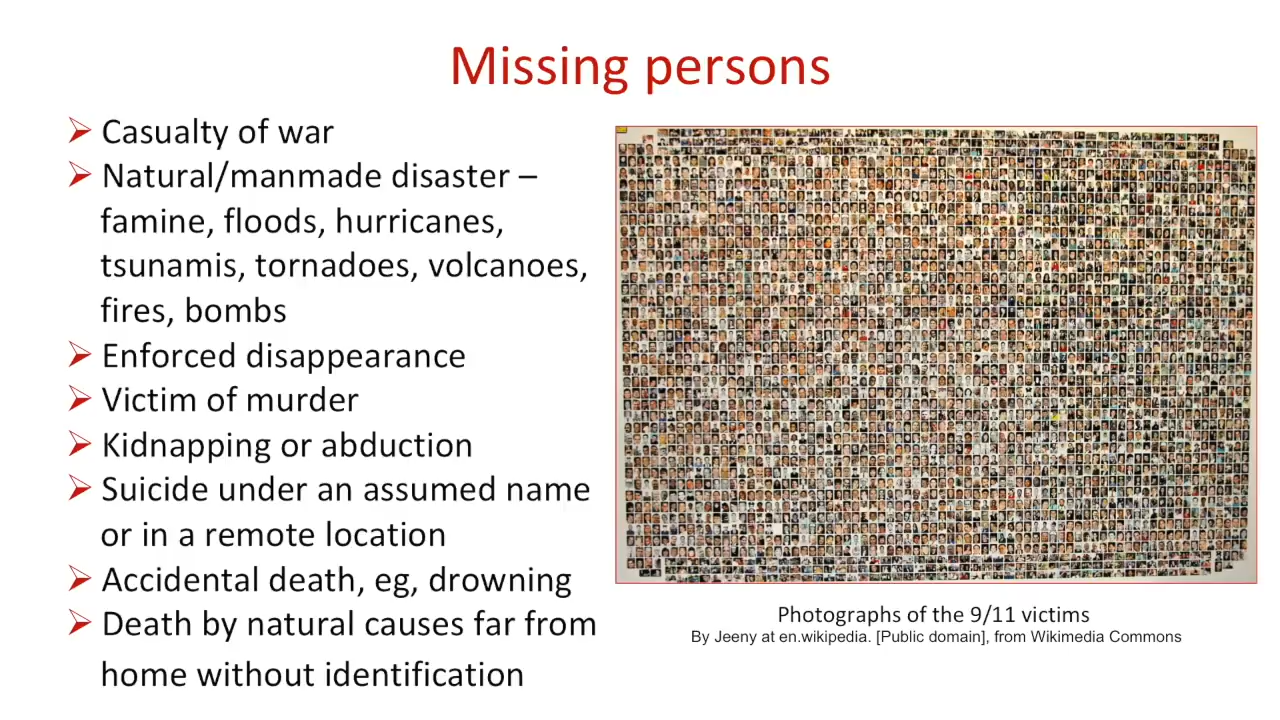 Missing persons
➢ Casualty of war
➢ Natural/manmade disaster –
famine, floods, hurricanes,
tsunamis, tornadoes, volcanoes,
fires, bombs
➢ Enforced disappearance
➢ Victim of murder
➢ Kidnapping or abduction
➢ Suicide under an assumed name
or in a remote location
➢ Accidental death, eg, drowning
➢ Death by natural causes far from
home without identification
Photographs of the 9/11 victims
By Jeeny at en.wikipedia. [Public domain], from Wikimedia Commons